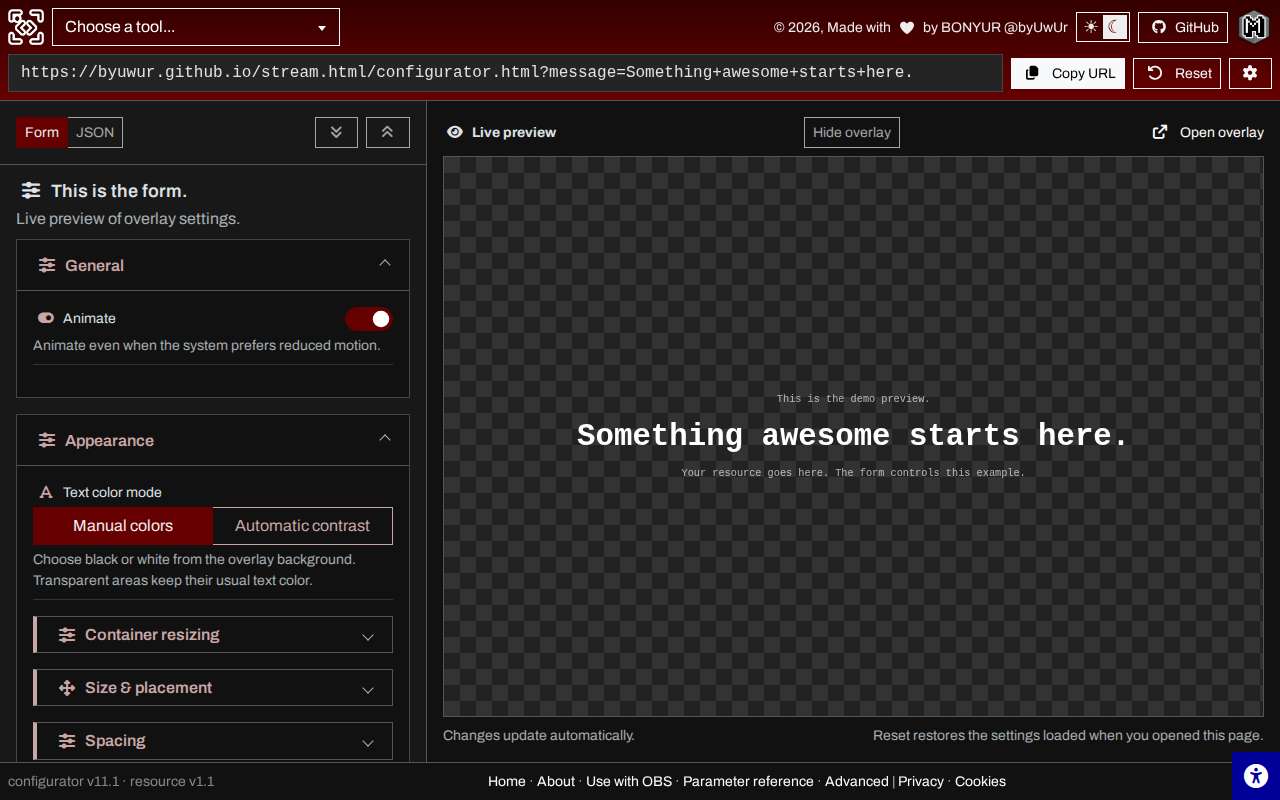 Choose a tool...
© 2026, Made with by BONYUR @byUwUr
GitHub
https://byuwur.github.io/stream.html/configurator.html?message=Something+awesome+starts+here.
Copy URL
Reset
Form
JSON
Live preview
Hide overlay
Open overlay
This is the form.
Live preview of overlay settings.
General
Animate
Animate even when the system prefers reduced motion.
Appearance
Text color mode
Manual colors
Automatic contrast
Choose black or white from the overlay background.
Transparent areas keep their usual text color.
Container resizing
Size & placement
Spacing
This is the demo preview.
Something awesome starts here.
Your resource goes here. The form controls this example.
Changes update automatically.
Reset restores the settings loaded when you opened this page.
configurator v11.1 · resource v1.1
Home · About · Use with OBS · Parameter reference · Advanced | Privacy · Cookies